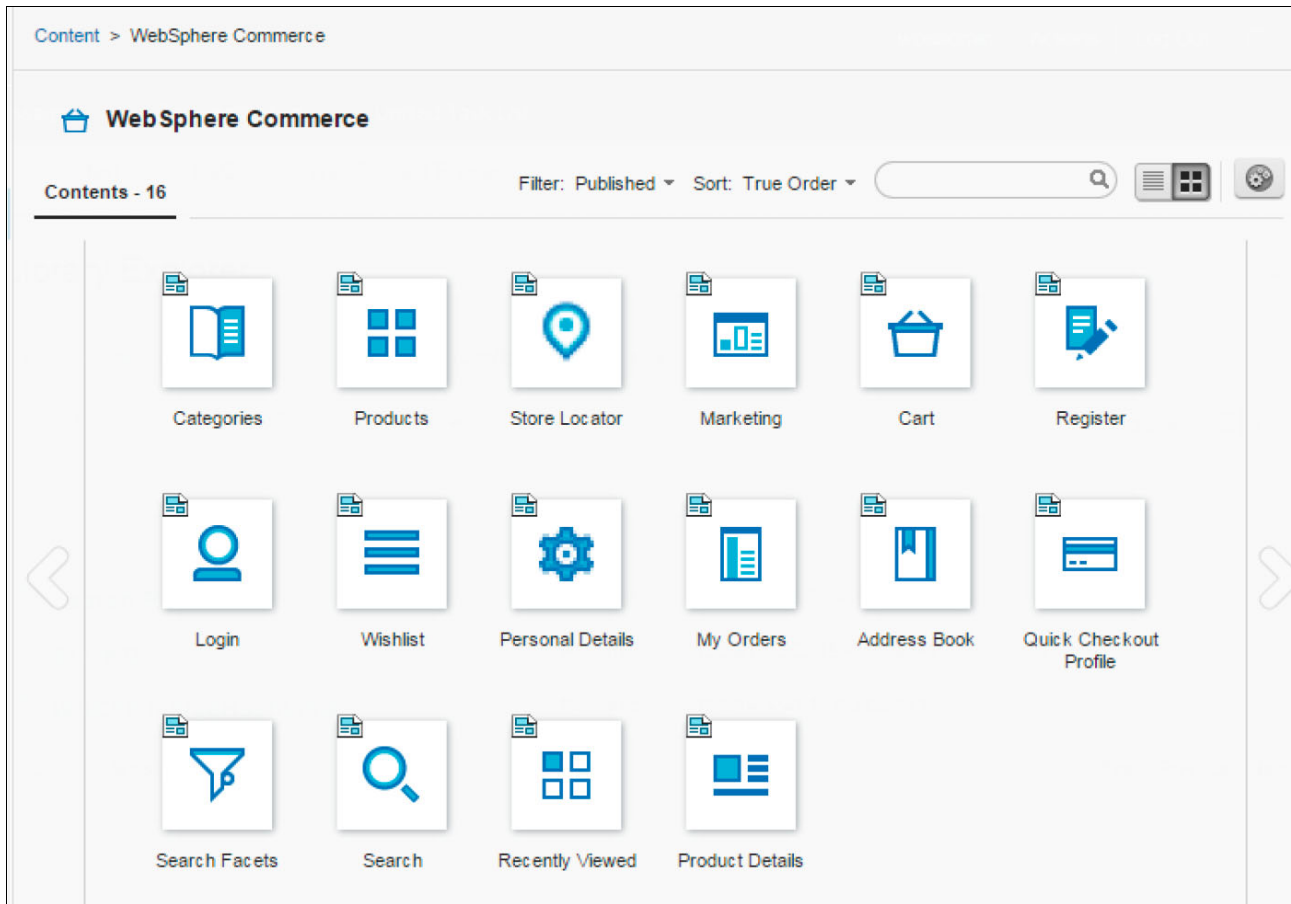 Content > WebSphere Commerce
WebSphere Commerce
Contents - 16
Filter: Published Sort: True Order
Categories Products Store Locator Marketing Cart Register
Login Wishlist Personal Details My Orders Address Book Quick Checkout
Profile
Search Facets Search Recently Viewed Product Details